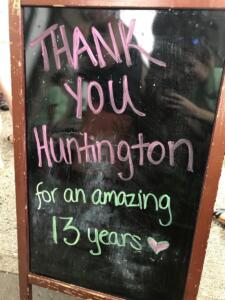 THANK
YOU
Huntington
for an amazing
13 years ♥